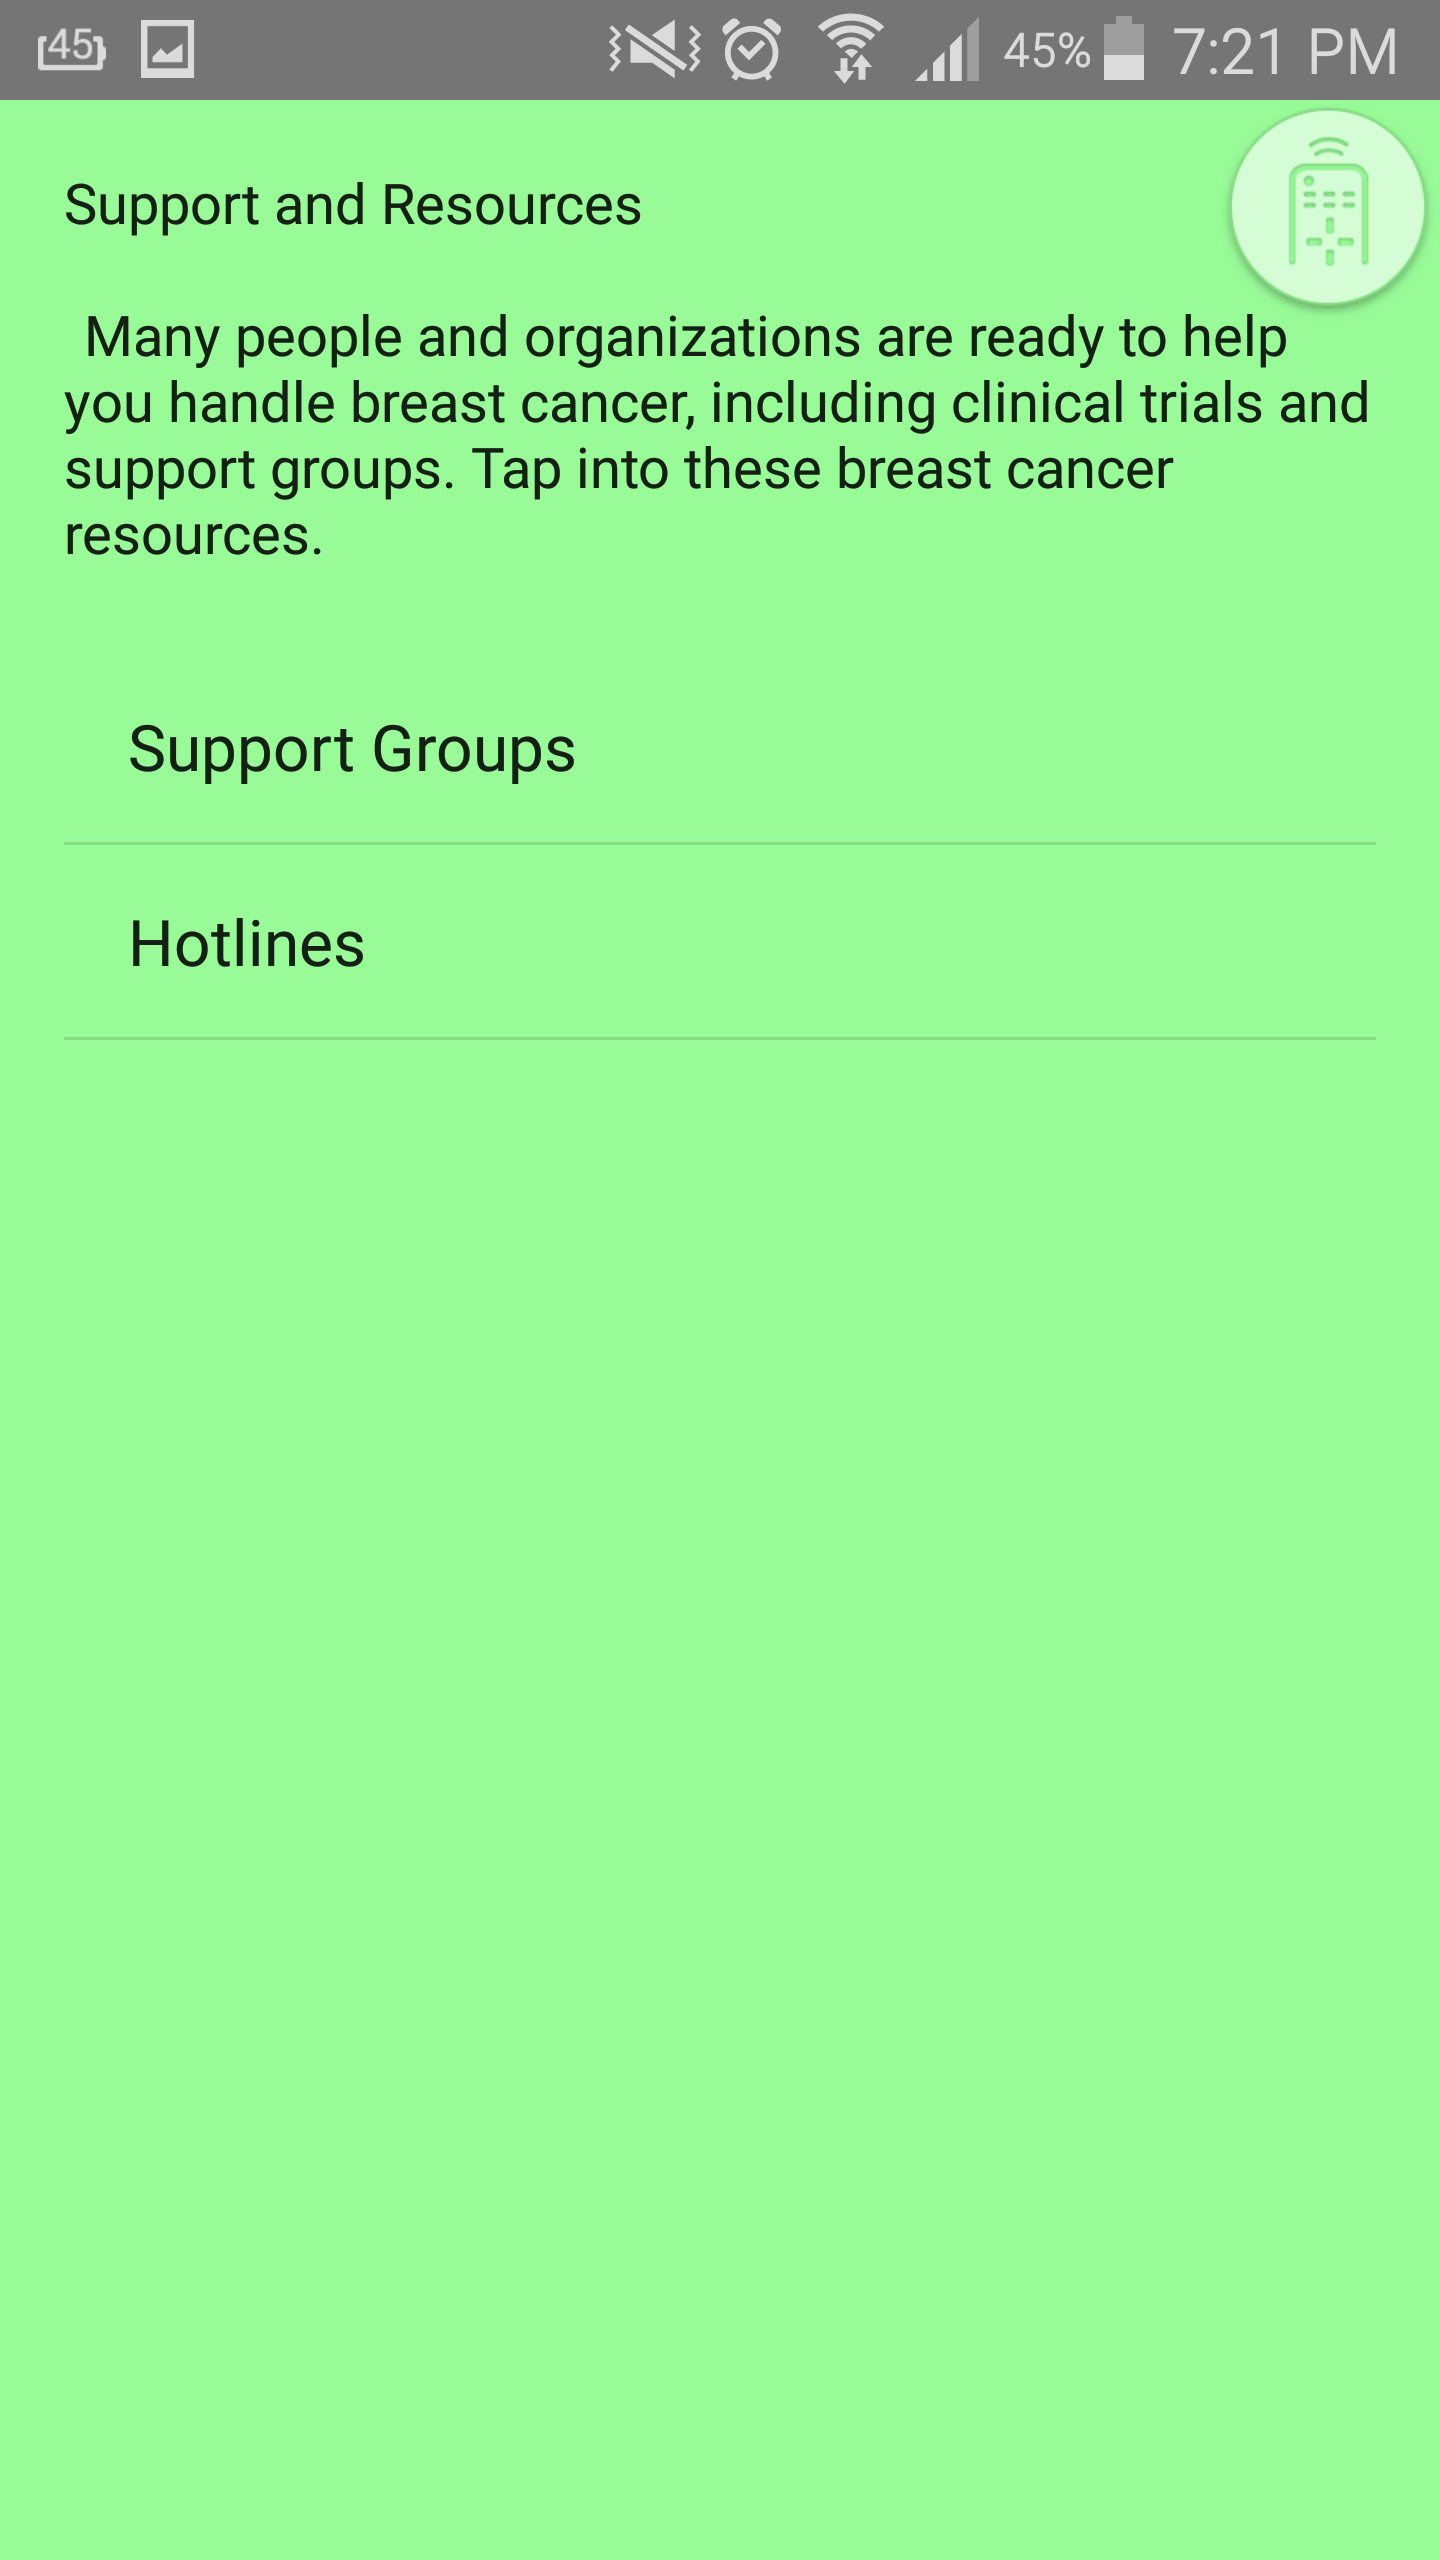 45
45%
7:21 PM
Support and Resources
Many people and organizations are ready to help
you handle breast cancer, including clinical trials and
support groups. Tap into these breast cancer
resources.
Support Groups
Hotlines